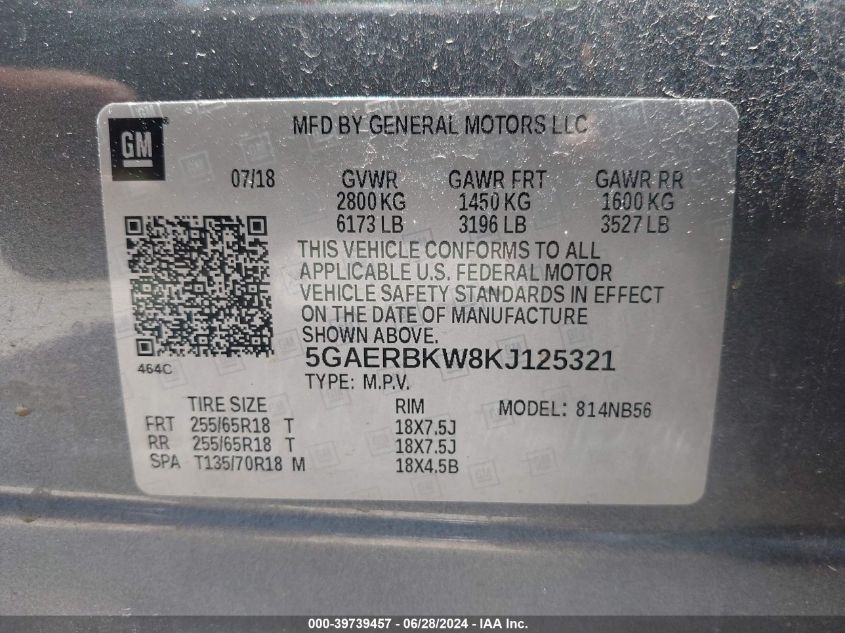 GM
MFD BY GENERAL MOTORS LLC
07/18 GVWR GAWR FRT GAWR RR
2800 KG 1450 KG 1600 KG
6173 LB 3196 LB 3527 LB
THIS VEHICLE CONFORMS TO ALL
APPLICABLE U.S. FEDERAL MOTOR
VEHICLE SAFETY STANDARDS IN EFFECT
ON THE DATE OF MANUFACTURE
SHOWN ABOVE.
464C
5GAERBKW8KJ125321
TYPE: M.P.V.
TIRE SIZE RIM MODEL: 814NB56
FRT 255/65R18 T 18X7.5J
RR 255/65R18 T 18X7.5J
SPA T135/70R18 M 18X4.5B
000-39739457 - 06/28/2024 - IAAI.com